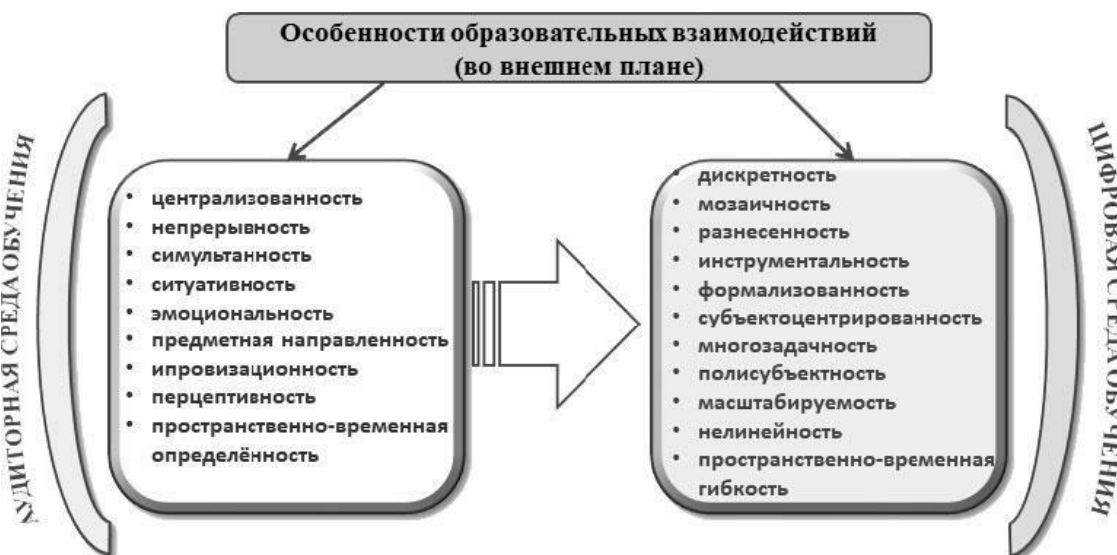 Особенности образовательных взаимодействий
(во внешнем плане)
АУДИТОРНАЯ СРЕДА ОБУЧЕНИЯ
• централизованность
• непрерывность
• симультанность
• ситуативность
• эмоциональность
• предметная направленность
• ипровизационность
• перцептивность
• пространственно-временная
определённость
• дискретность
• мозаичность
• разнесенность
• инструментальность
• формализованность
• субъектоцентрированность
• многозадачность
• полисубъектность
• масштабируемость
• нелинейность
• пространственно-временная
гибкость
ЦИФРОВАЯ СРЕДА ОБУЧЕНИЯ